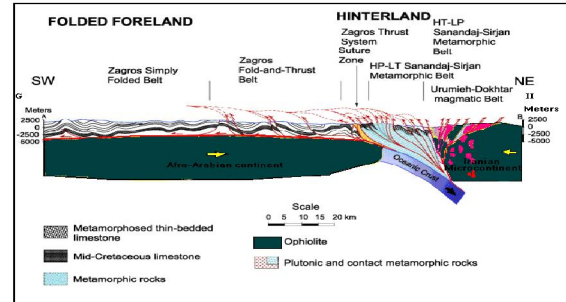 FOLDED FORELAND
HINTERLAND
HT-LP
Sanandaj-Sirjan
Metamorphic
Belt
Zagros Thrust
System
Suture
Zone
HP-LT Sanandaj-Sirjan
Metamorphic Belt
Zagros
Fold-and-Thrust
Belt
Zagros Simply
Folded Belt
SW
NE
Urumieh-Dokhtar
magmatic Belt
G
II
Meters
A
2500
0
-2500
6000
B
Meters
2500
0
-2500
-5000
Afro-Arabian continent
Iranian
Microcontinent
Oceanic Crust
Scale
0 5 10 20 km
Metamorphosed thin-bedded
limestone
Mid-Cretaceous limestone
Metamorphic rocks
Ophiolite
Plutonic and contact metamorphic rocks